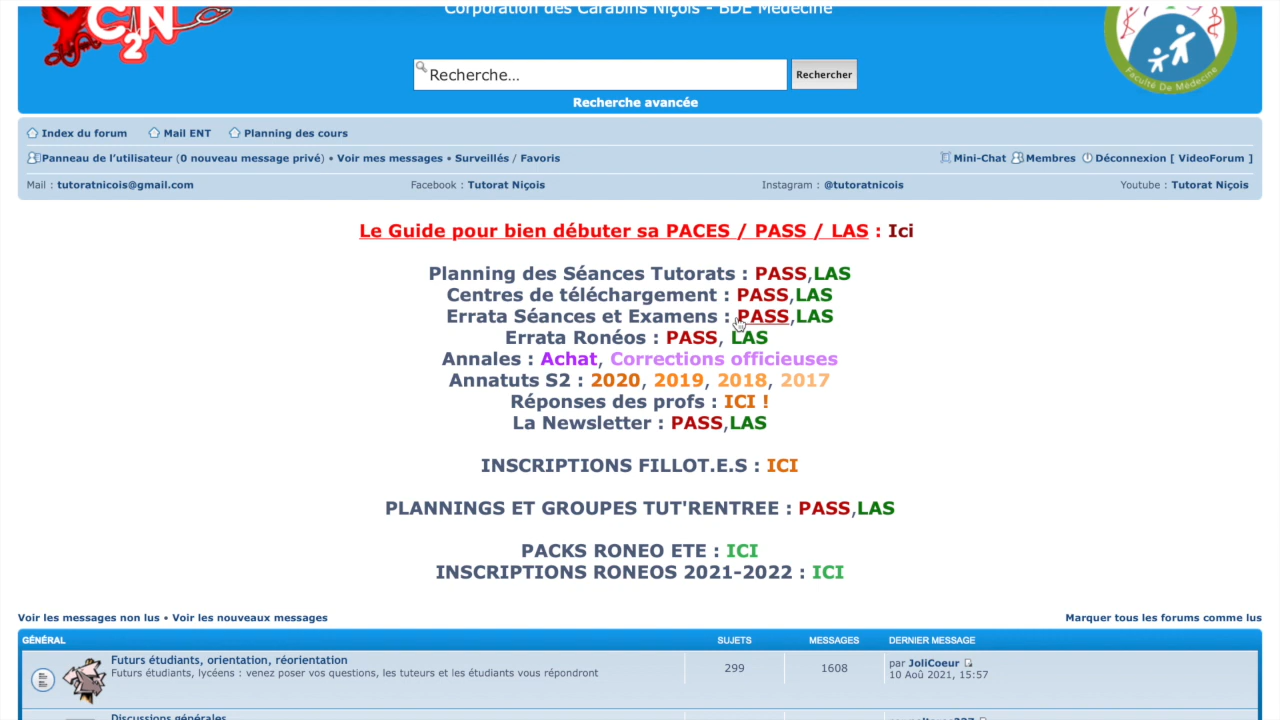 C2N
Corporation des Carabins Niçois - BDE Médecine
Faculté De Médecine
Recherche...
Rechercher
Recherche avancée
Index du forum Mail ENT Planning des cours
Panneau de l’utilisateur (0 nouveau message privé) • Voir mes messages • Surveillés / Favoris
Mini-Chat Membres Déconnexion [ VideoForum ]
Mail : tutoratnicois@gmail.com Facebook : Tutorat Niçois Instagram : @tutoratnicois Youtube : Tutorat Niçois
Le Guide pour bien débuter sa PACES / PASS / LAS : Ici
Planning des Séances Tutorats : PASS,LAS
Centres de téléchargement : PASS,LAS
Errata Séances et Examens : PASS,LAS
Errata Ronéos : PASS, LAS
Annales : Achat, Corrections officieuses
Annatuts S2 : 2020, 2019, 2018, 2017
Réponses des profs : ICI !
La Newsletter : PASS,LAS
INSCRIPTIONS FILLOT.E.S : ICI
PLANNINGS ET GROUPES TUT'RENTREE : PASS,LAS
PACKS RONEO ETE : ICI
INSCRIPTIONS RONEOS 2021-2022 : ICI
Voir les messages non lus • Voir les nouveaux messages
Marquer tous les forums comme lus
GÉNÉRAL SUJETS MESSAGES DERNIER MESSAGE
Futurs étudiants, orientation, réorientation
Futurs étudiants, lycéens : venez poser vos questions, les tuteurs et les étudiants vous répondront
299 1608
par JoliCoeur
10 Aoû 2021, 15:57
Discussions générales